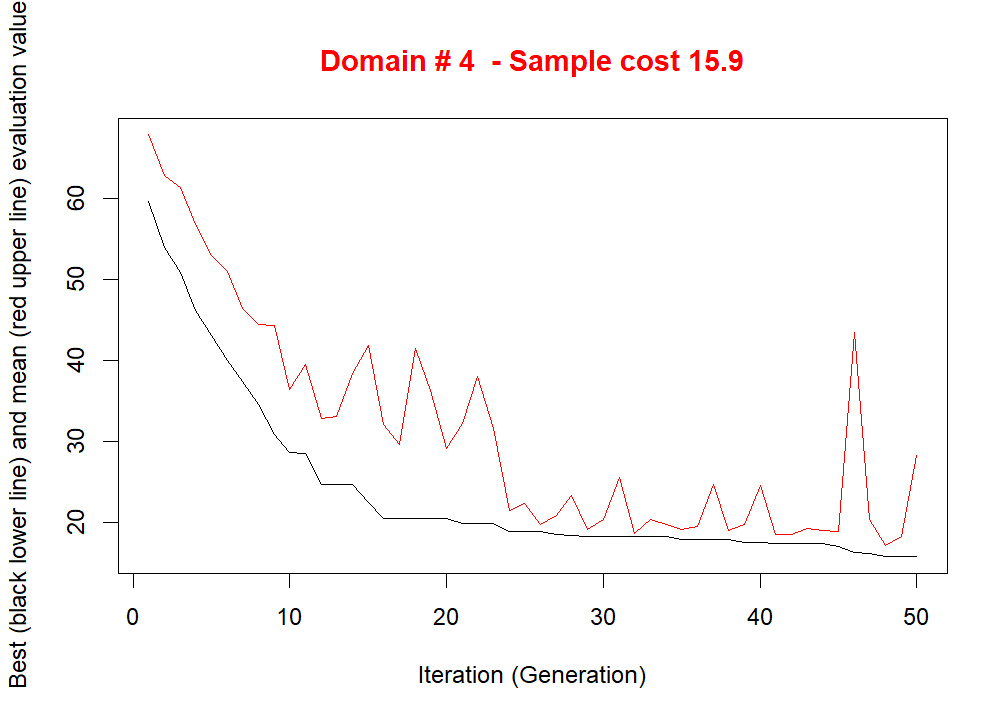 Domain # 4  - Sample cost 15.9
Best (black lower line) and mean (red upper line) evaluation value
60
50
40
30
20
0 10 20 30 40 50
Iteration (Generation)